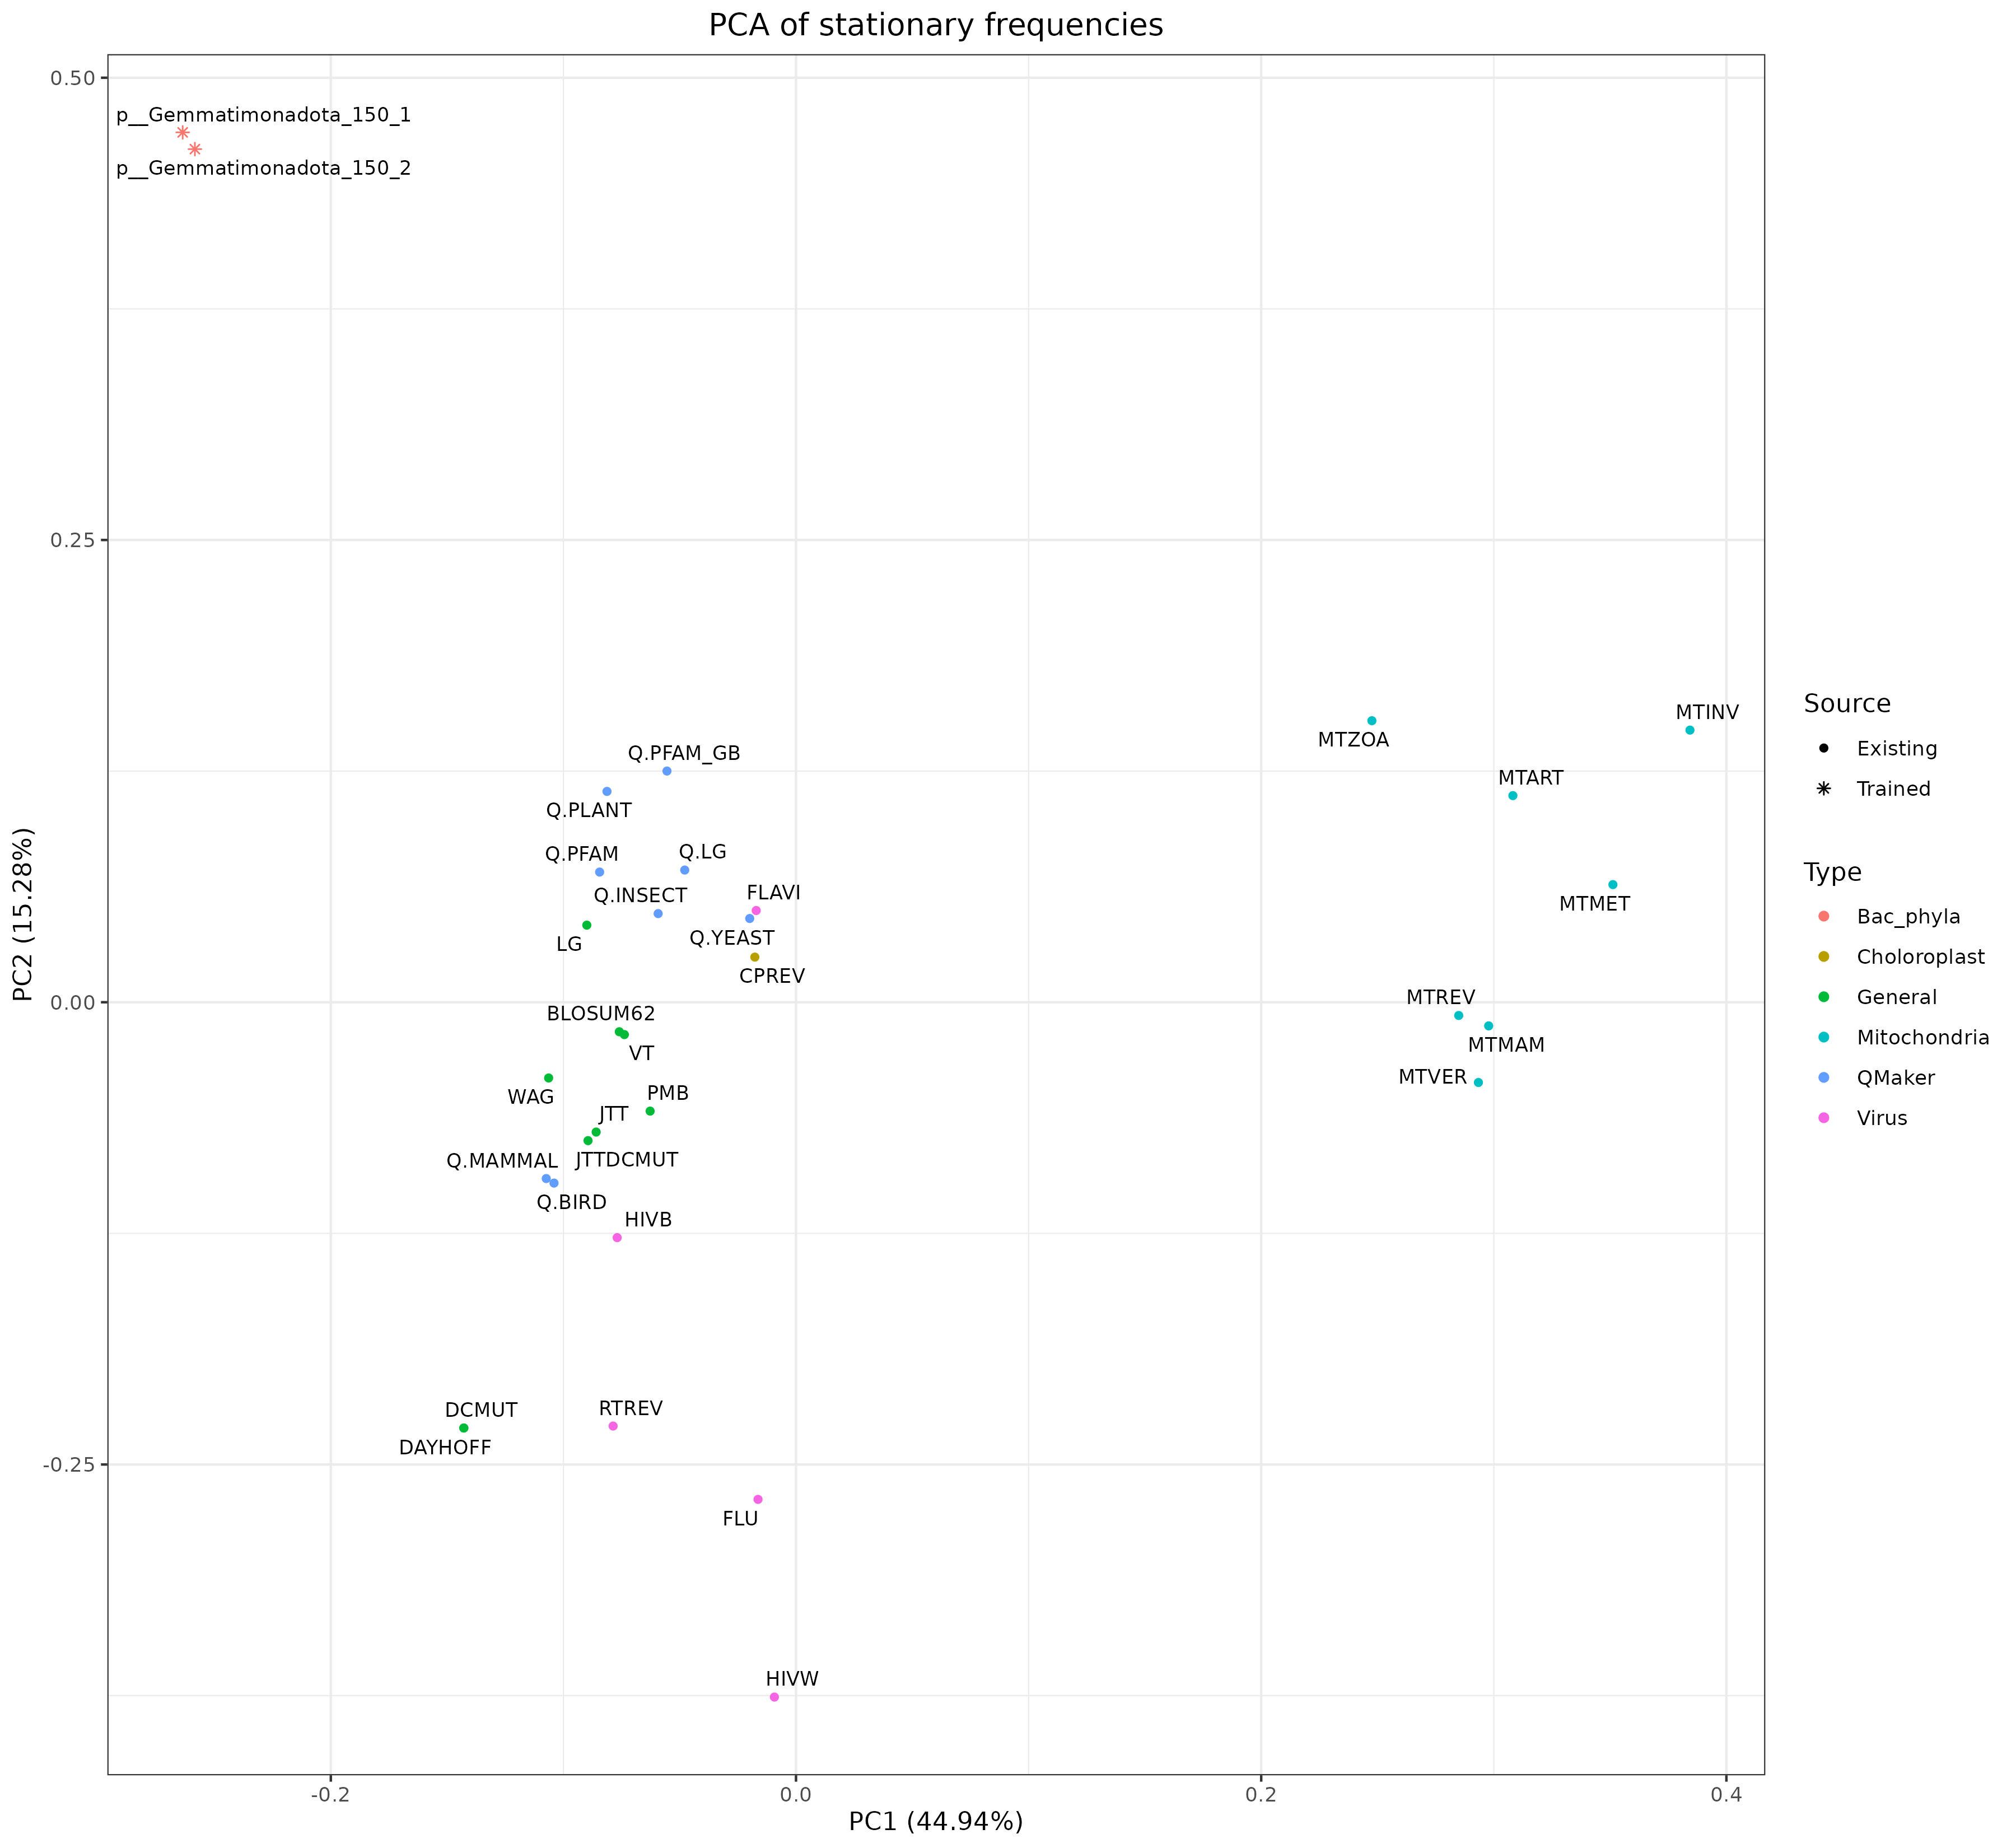 PCA of stationary frequencies
0.50
p__Gemmatimonadota_150_1
p__Gemmatimonadota_150_2
0.25
MTINV
MTZOA
Q.PFAM_GB
MTART
Q.PLANT
Q.PFAM
Q.LG
Q.INSECT
FLAVI
MTMET
LG
Q.YEAST
CPREV
PC2 (15.28%)
0.00
MTREV
BLOSUM62
MTMAM
VT
MTVER
WAG
PMB
JTT
Q.MAMMAL
JTTDCMUT
Q.BIRD
HIVB
DCMUT
RTREV
DAYHOFF
-0.25
FLU
HIVW
-0.2
0.0
0.2
0.4
PC1 (44.94%)
Source
Existing
Trained
Type
Bac_phyla
Choloroplast
General
Mitochondria
QMaker
Virus